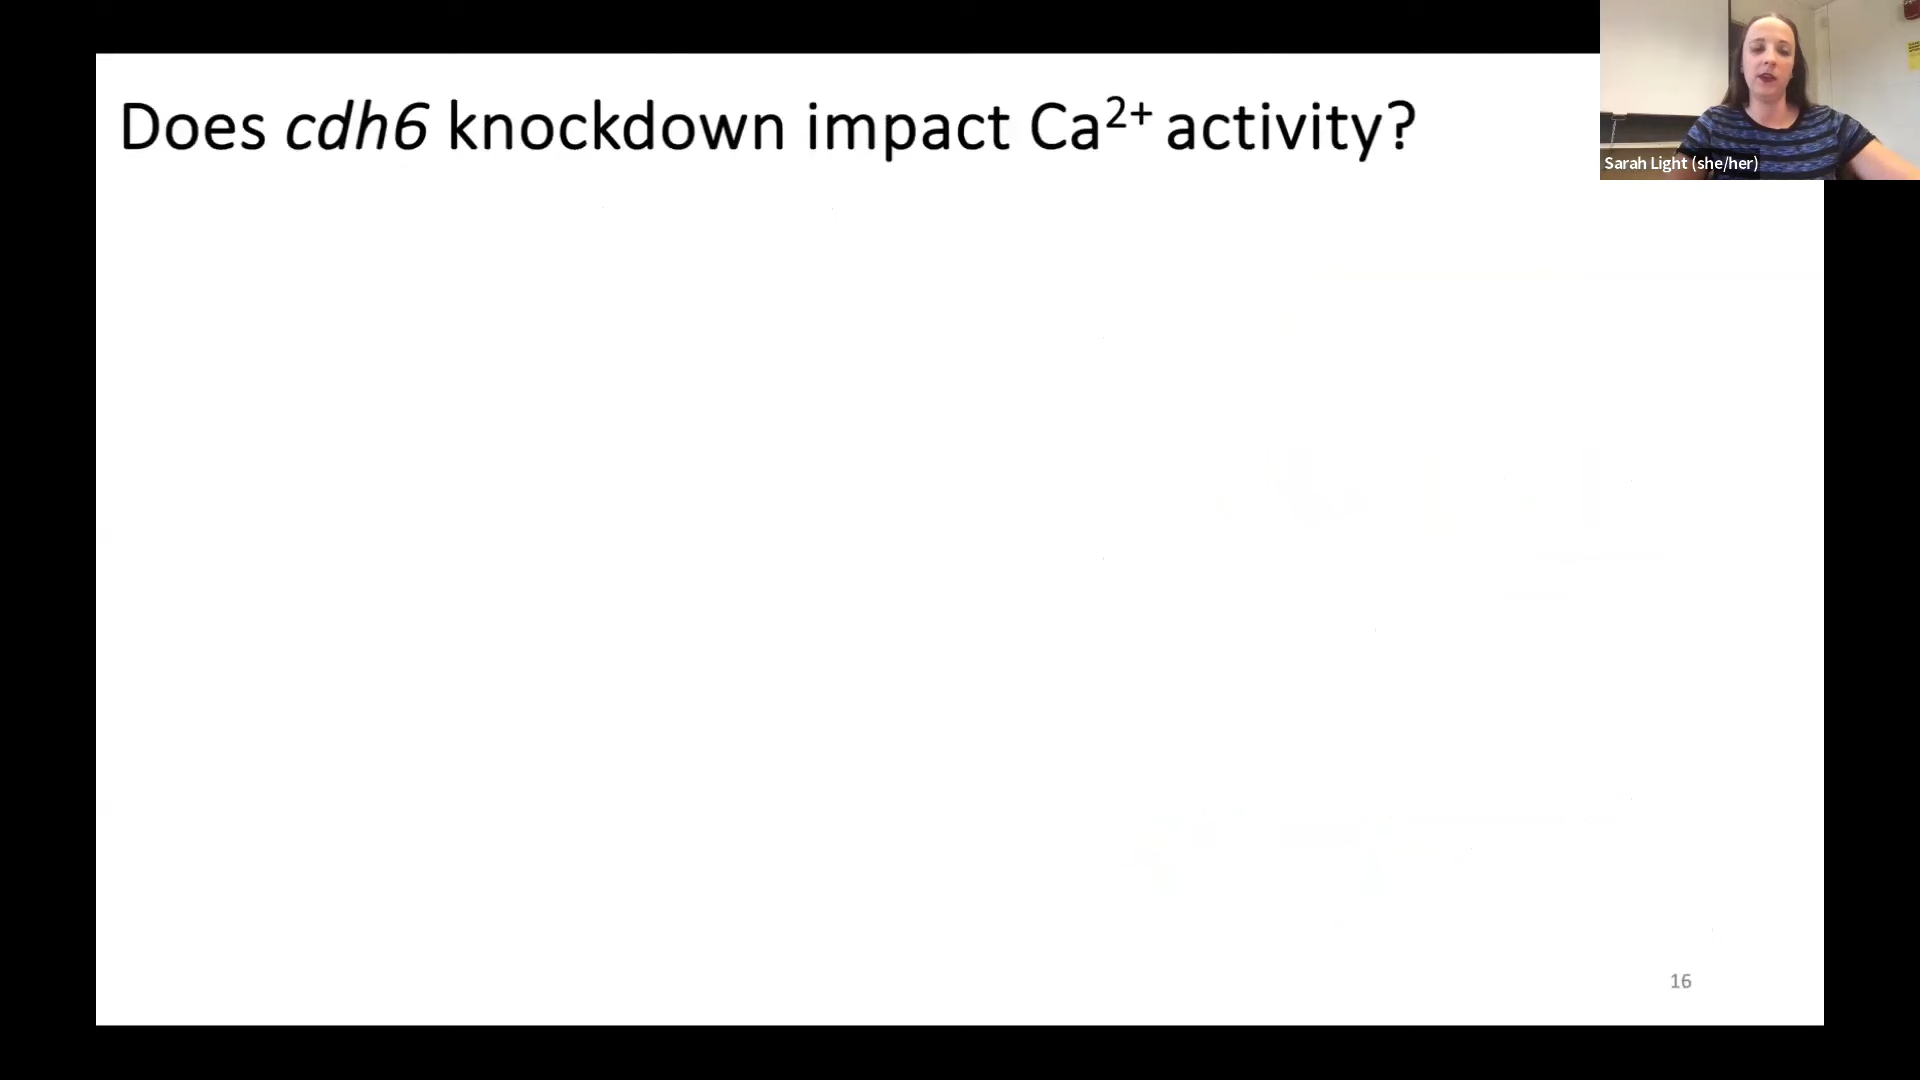 Does cdh6 knockdown impact Ca²⁺ activity?
Sarah Light (she/her)
16